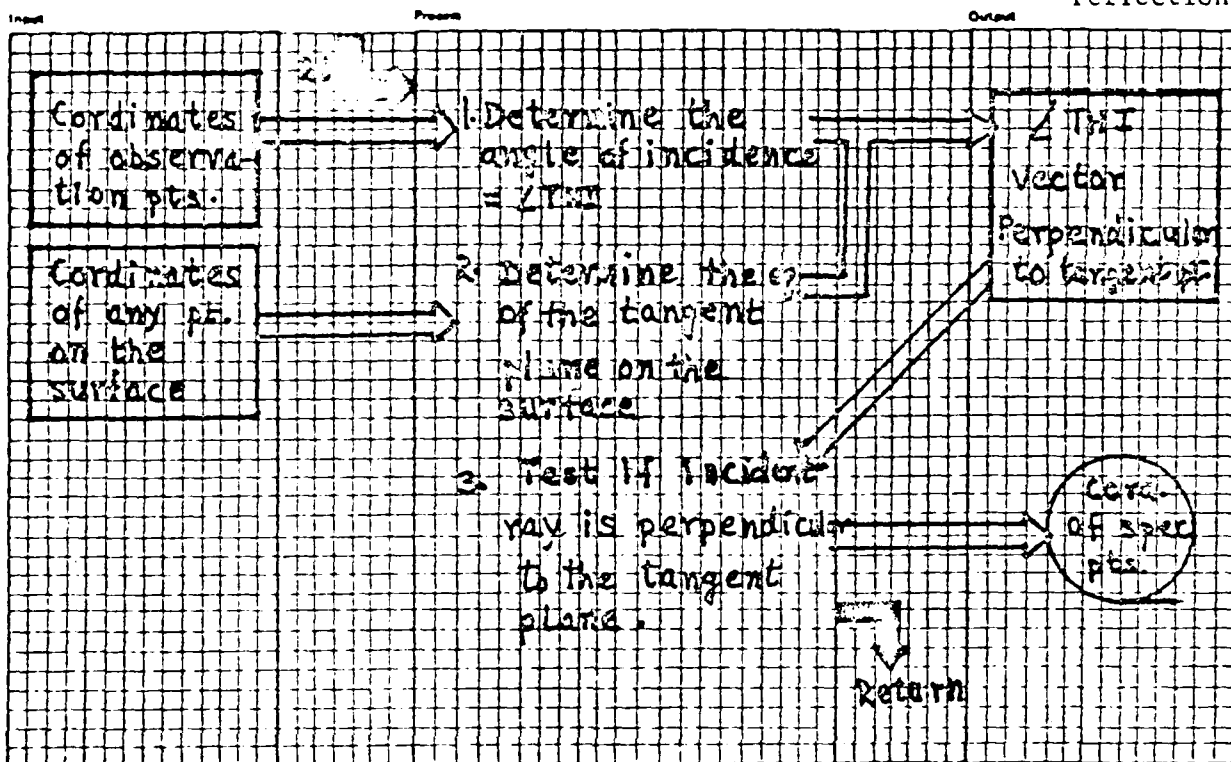 reflection
Input
Process
Output
Cordinates
of observa-
tion pts.
Cordinates
of any pt.
on the
surface
1. Determine the
angle of incidence
=
2. Determine the
of the tangent
plane on the
surface
3. Test if incident
ray is perpendicular
to the tangent
plane.
vector
Perpendicular
to
Cord.
of spec
pts.
Return